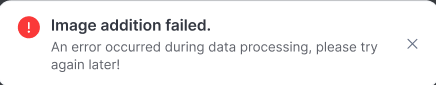 Image addition failed.
An error occurred during data processing, please try
again later!